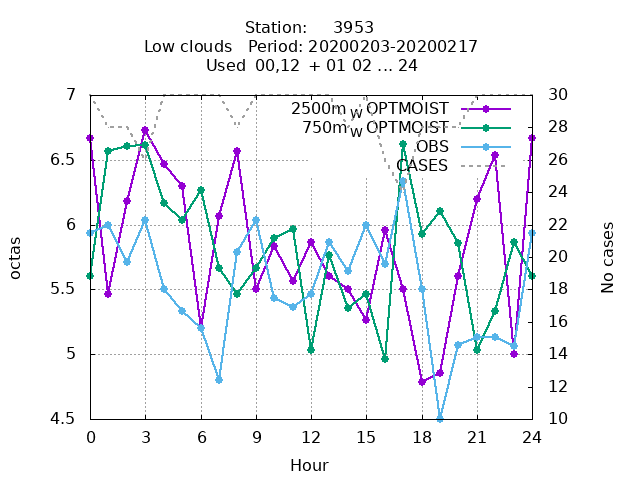 Station: 3953
Low clouds Period: 20200203-20200217
Used 00,12 + 01 02 ... 24
7 30
2500m_W OPTMOIST
750m_W OPTMOIST
OBS
CASES
28
6.5 26
24
6 22
20
5.5 18
16
5 14
12
4.5 10
octas
No cases
0 3 6 9 12 15 18 21 24
Hour